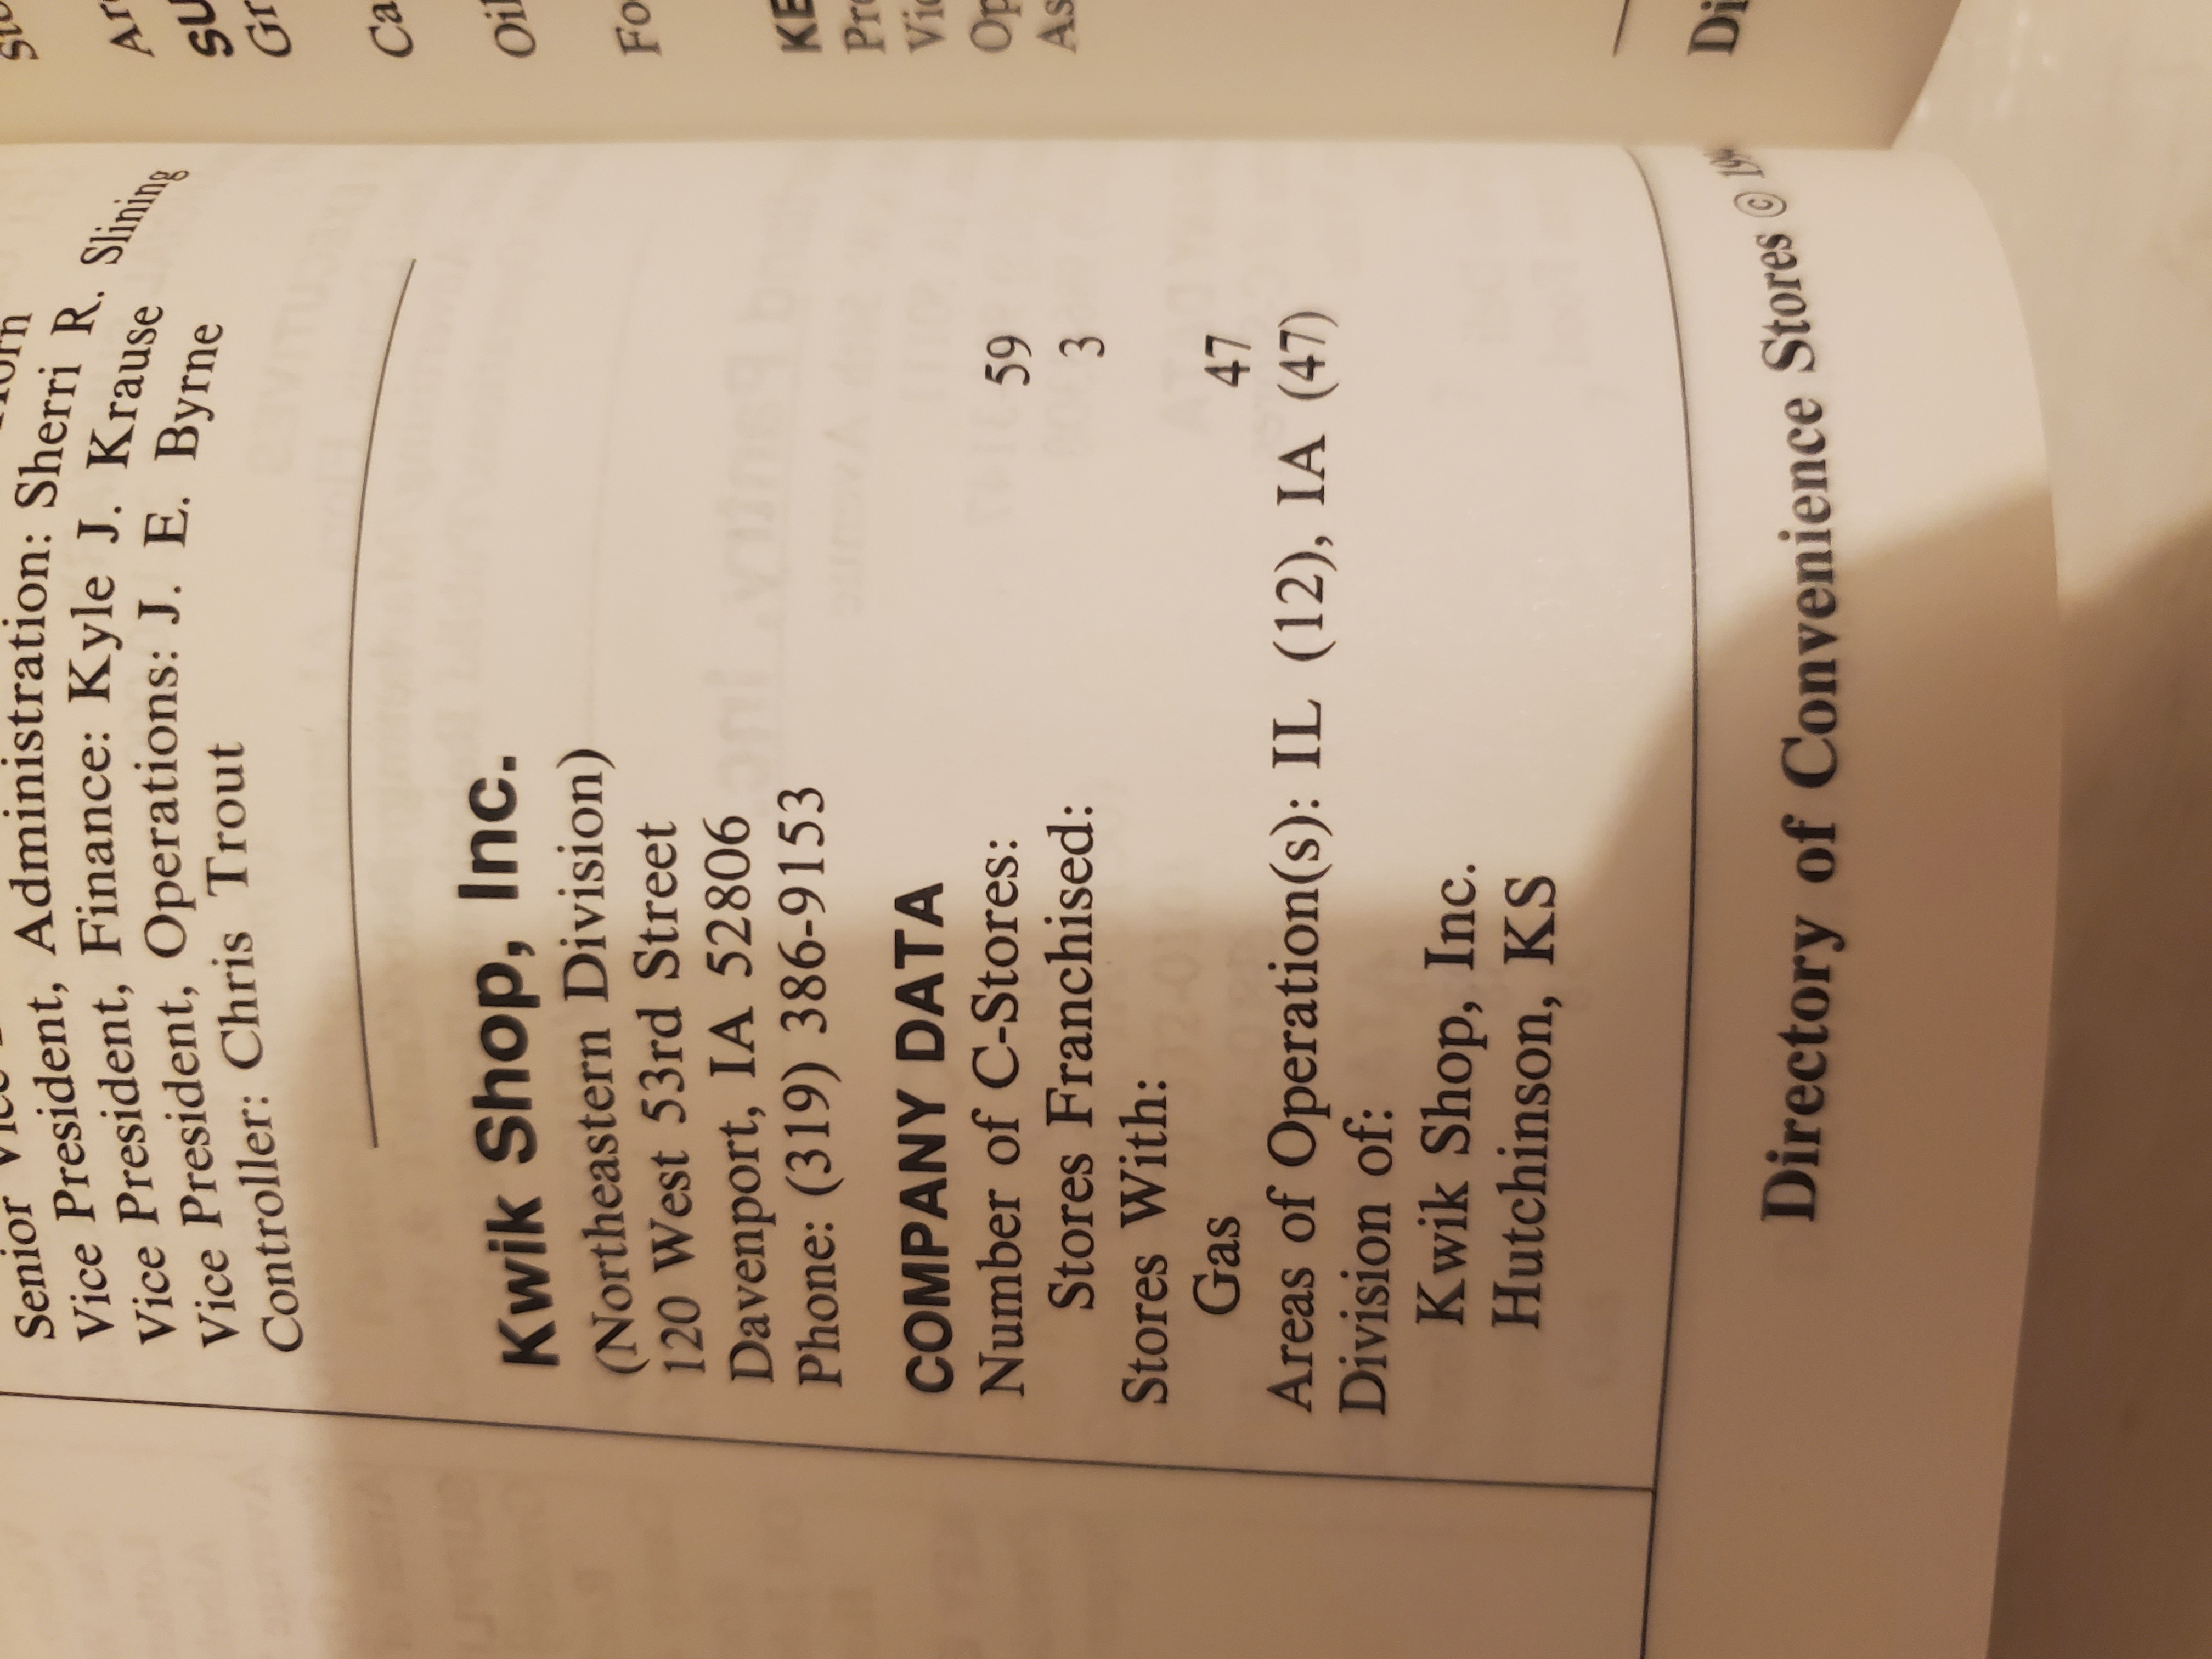 Senior
Vice President, Administration: Sherri R. Slining
Vice President, Finance: Kyle J. Krause
Vice President, Operations: J. E. Byrne
Controller: Chris Trout
Kwik Shop, Inc.
(Northeastern Division)
120 West 53rd Street
Davenport, IA 52806
Phone: (319) 386-9153
COMPANY DATA
Number of C-Stores: 59
Stores Franchised: 3
Stores With:
Gas 47
Areas of Operation(s): IL (12), IA (47)
Division of:
Kwik Shop, Inc.
Hutchinson, KS
Directory of Convenience Stores ©